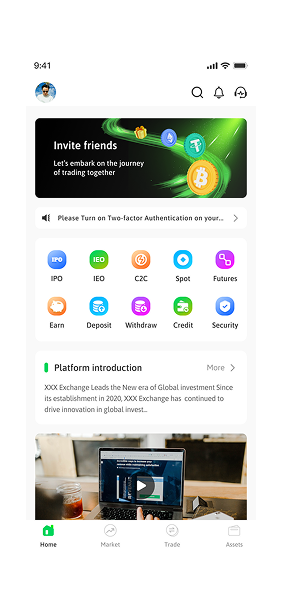 9:41
Invite friends
Let's embark on the journey
of trading together
Please Turn on Two-factor Authentication on your...
IPO
IEO
IPO
IEO
C2C
Spot
Futures
Earn
Deposit
Withdraw
Credit
Security
Platform introduction
More
XXX Exchange Leads the New era of Global investment Since
its establishment in 2020, XXX Exchange has continued to
drive innovation in global invest...
Home
Market
Trade
Assets